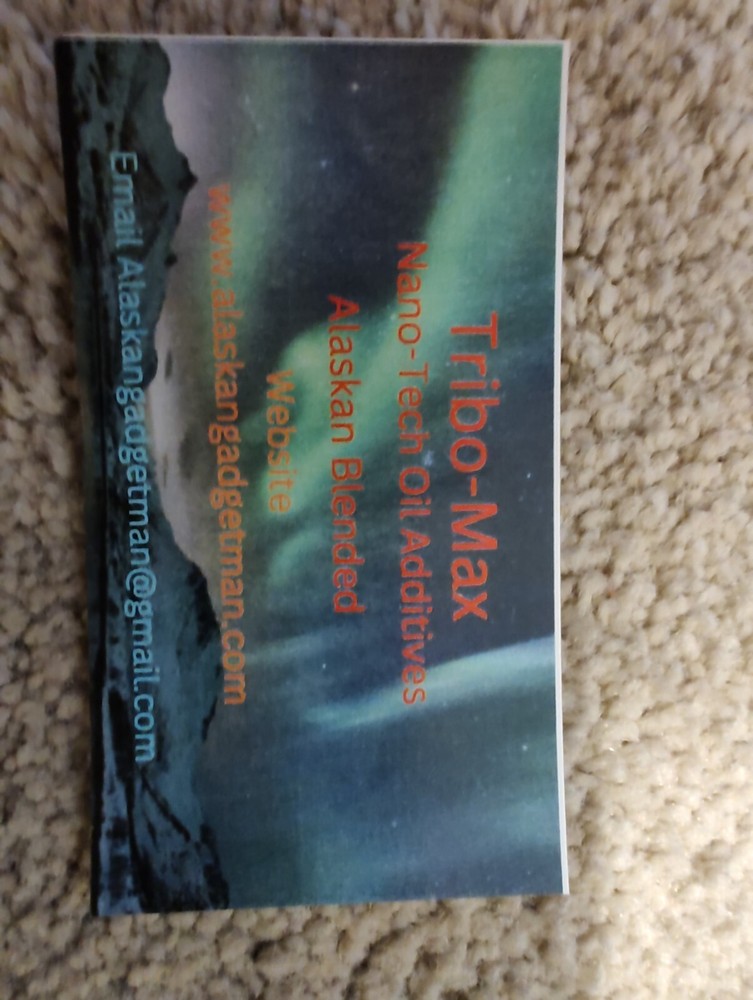 Tribo-Max
Nano-Tech Oil Additives
Alaskan Blended
Website
www.alaskangadgetman.com
Email Alaskangadgetman@gmail.com